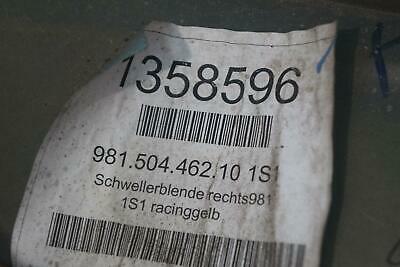 1358596
981.504.462.10 1S1
Schwellerblende rechts981
1S1 racinggelb